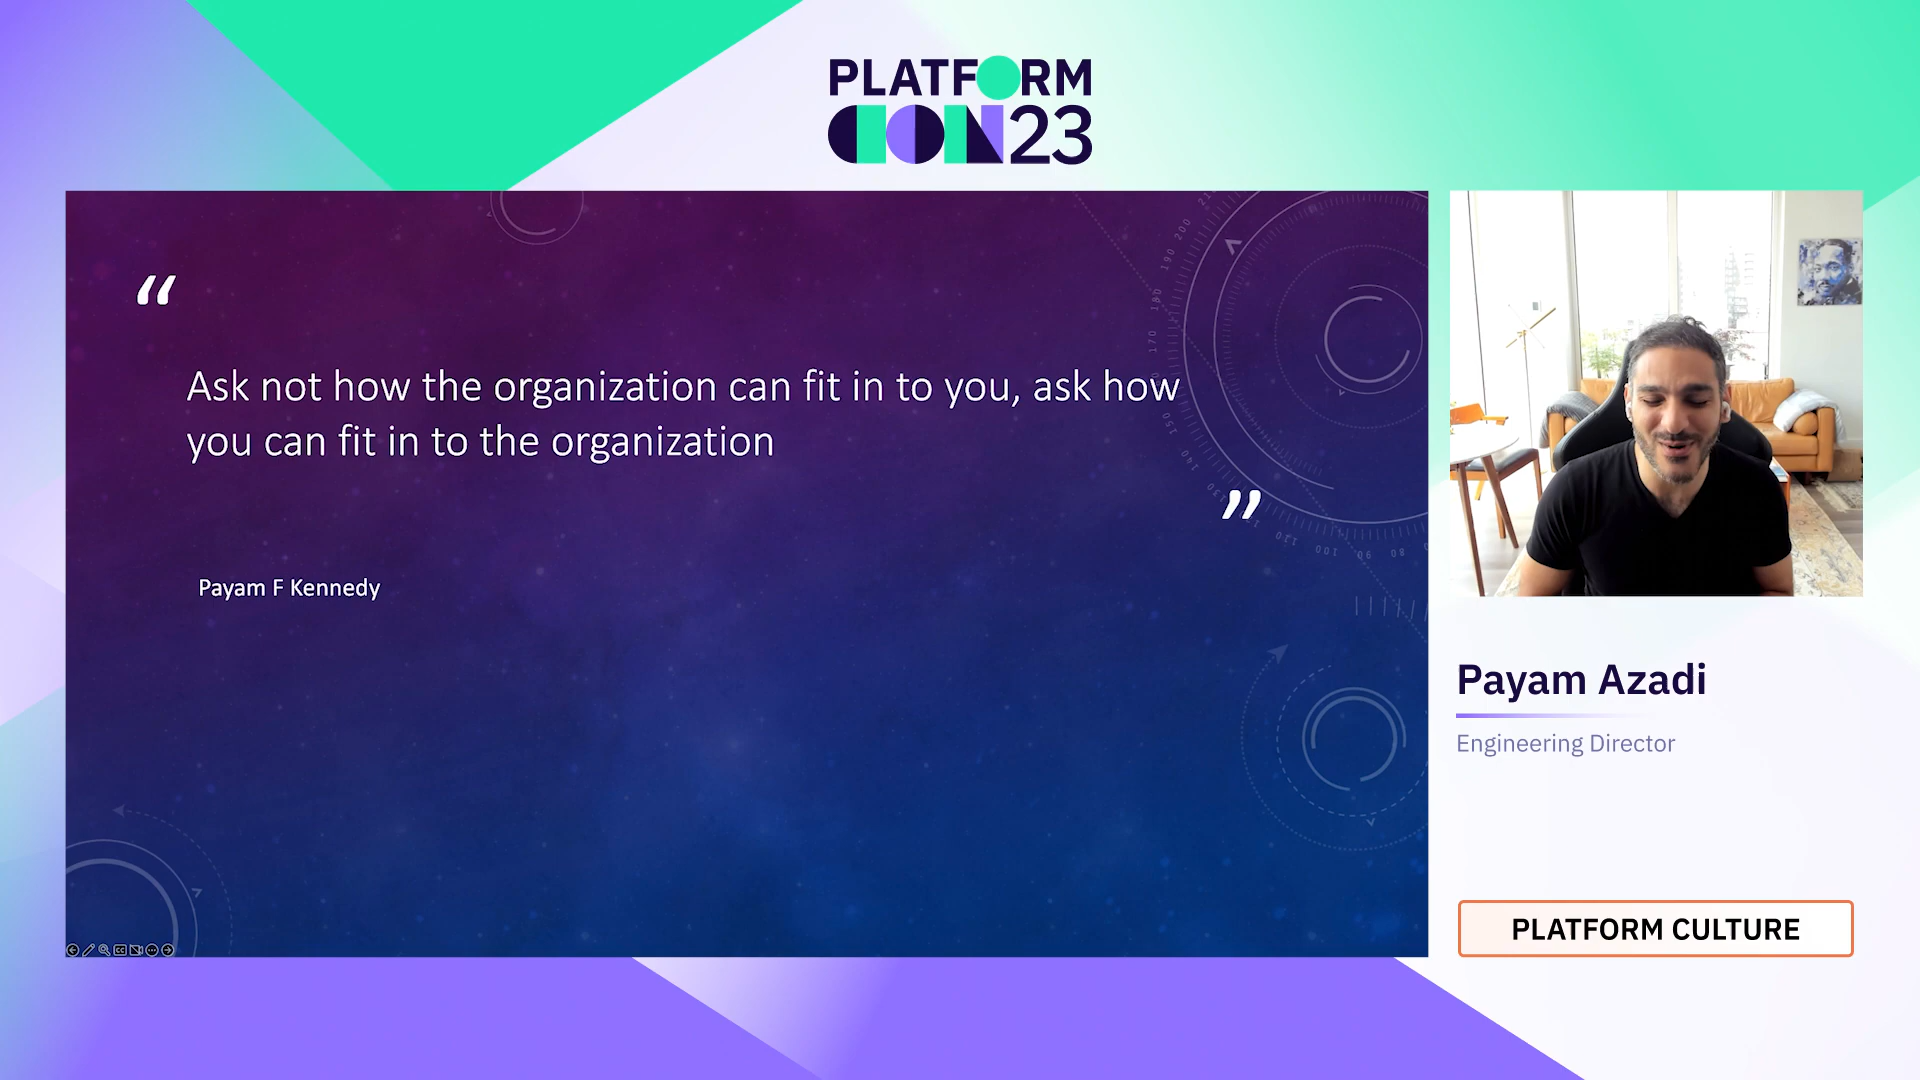 PLATFORM
CON23
“
Ask not how the organization can fit in to you, ask how
you can fit in to the organization
”
Payam F Kennedy
Payam Azadi
Engineering Director
PLATFORM CULTURE